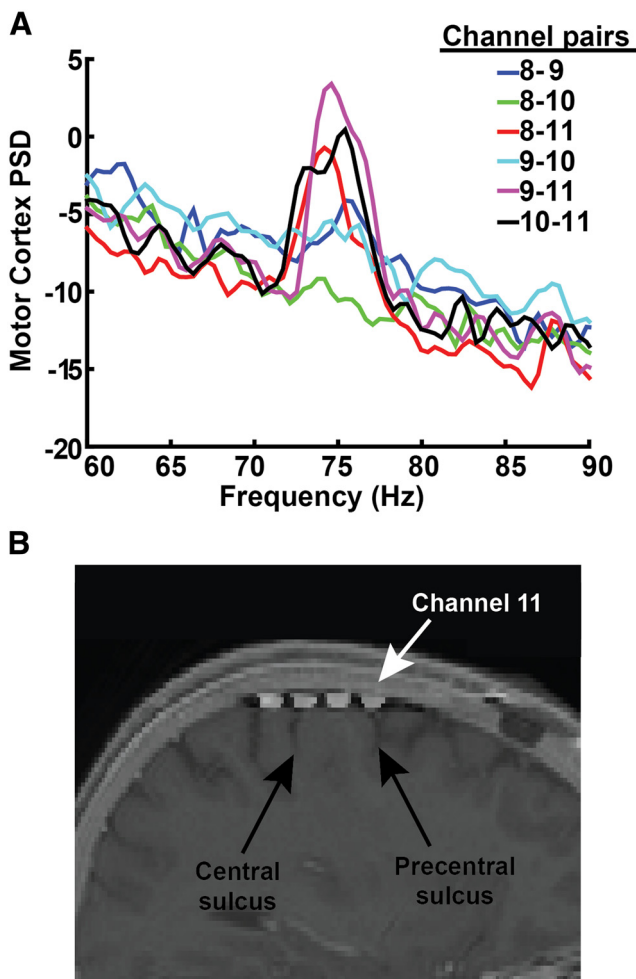 A
Channel pairs
8-9
8-10
8-11
9-10
9-11
10-11
Motor Cortex PSD
5
0
-5
-10
-15
-20
60 65 70 75 80 85 90
Frequency (Hz)
B
Channel 11
Central
sulcus
Precentral
sulcus